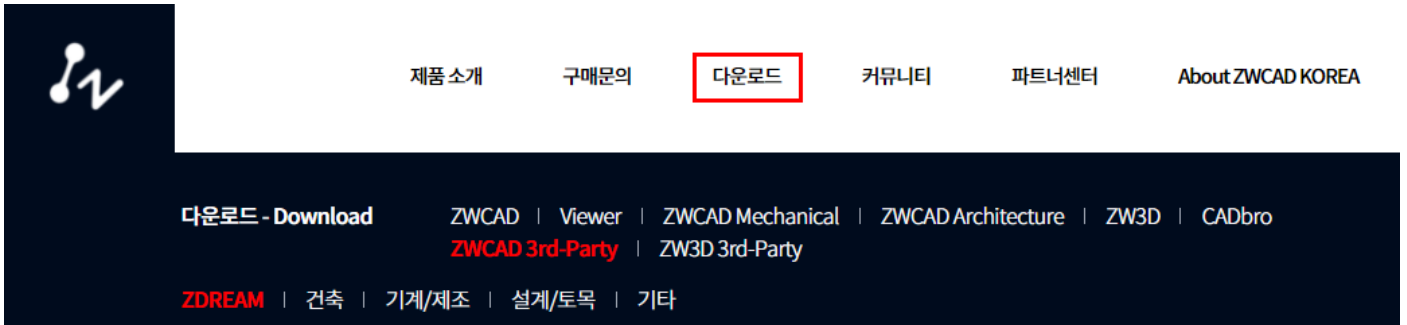 제품 소개 구매문의 다운로드 커뮤니티 파트너센터 About ZWCAD KOREA
다운로드 - Download ZWCAD | Viewer | ZWCAD Mechanical | ZWCAD Architecture | ZW3D | CADbro
ZWCAD 3rd-Party | ZW3D 3rd-Party
ZDREAM | 건축 | 기계/제조 | 설계/토목 | 기타